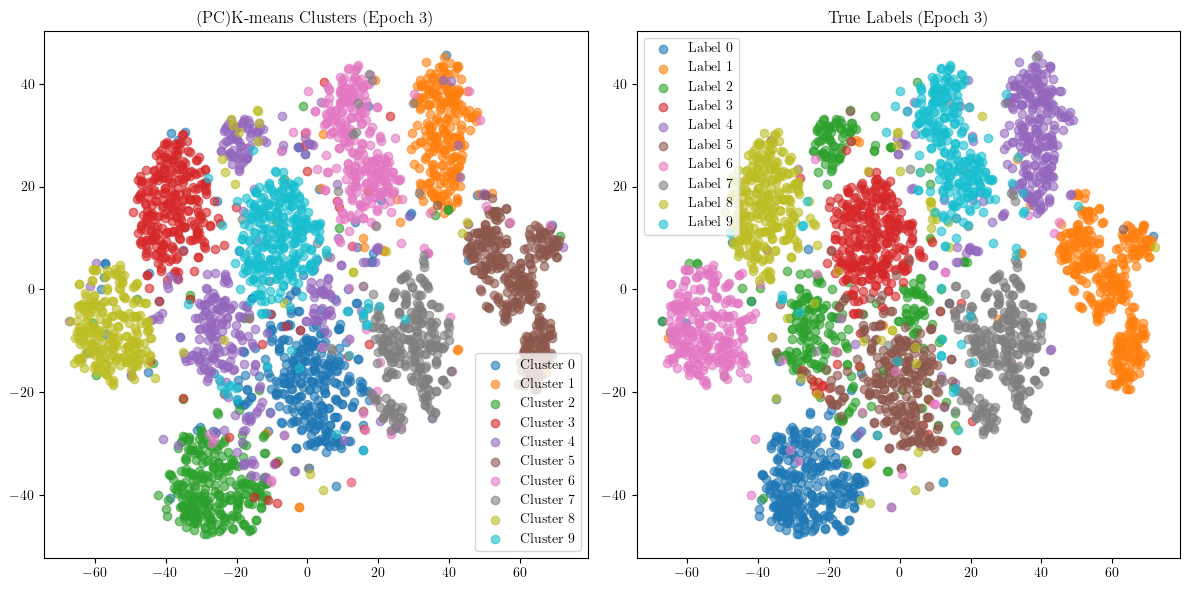 (PC)K-means Clusters (Epoch 3)
40
20
0
−20
−40
−60
−40
−20
0
20
40
60
Cluster 0
Cluster 1
Cluster 2
Cluster 3
Cluster 4
Cluster 5
Cluster 6
Cluster 7
Cluster 8
Cluster 9
True Labels (Epoch 3)
Label 0
Label 1
Label 2
Label 3
Label 4
Label 5
Label 6
Label 7
Label 8
Label 9
40
20
0
−20
−40
−60
−40
−20
0
20
40
60